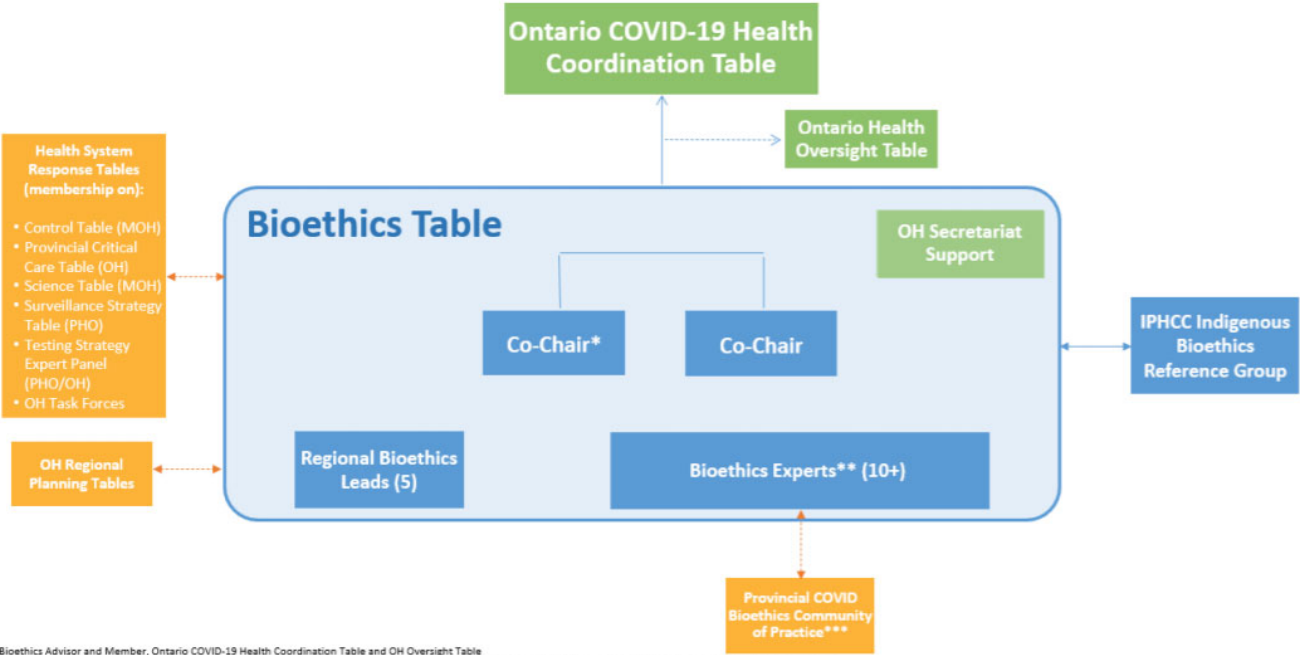 Ontario COVID-19 Health
Coordination Table
Ontario Health
Oversight Table
Health System
Response Tables
(membership on):
• Control Table (MOH)
• Provincial Critical
Care Table (OH)
• Science Table (MOH)
• Surveillance Strategy
Table (PHO)
• Testing Strategy
Expert Panel
(PHO/OH)
• OH Task Forces
Bioethics Table
OH Secretariat
Support
Co-Chair*
Co-Chair
IPHCC Indigenous
Bioethics
Reference Group
OH Regional
Planning Tables
Regional Bioethics
Leads (5)
Bioethics Experts** (10+)
Provincial COVID
Bioethics Community
of Practice***
Bioethics Advisor and Member, Ontario COVID-19 Health Coordination Table and OH Oversight Table